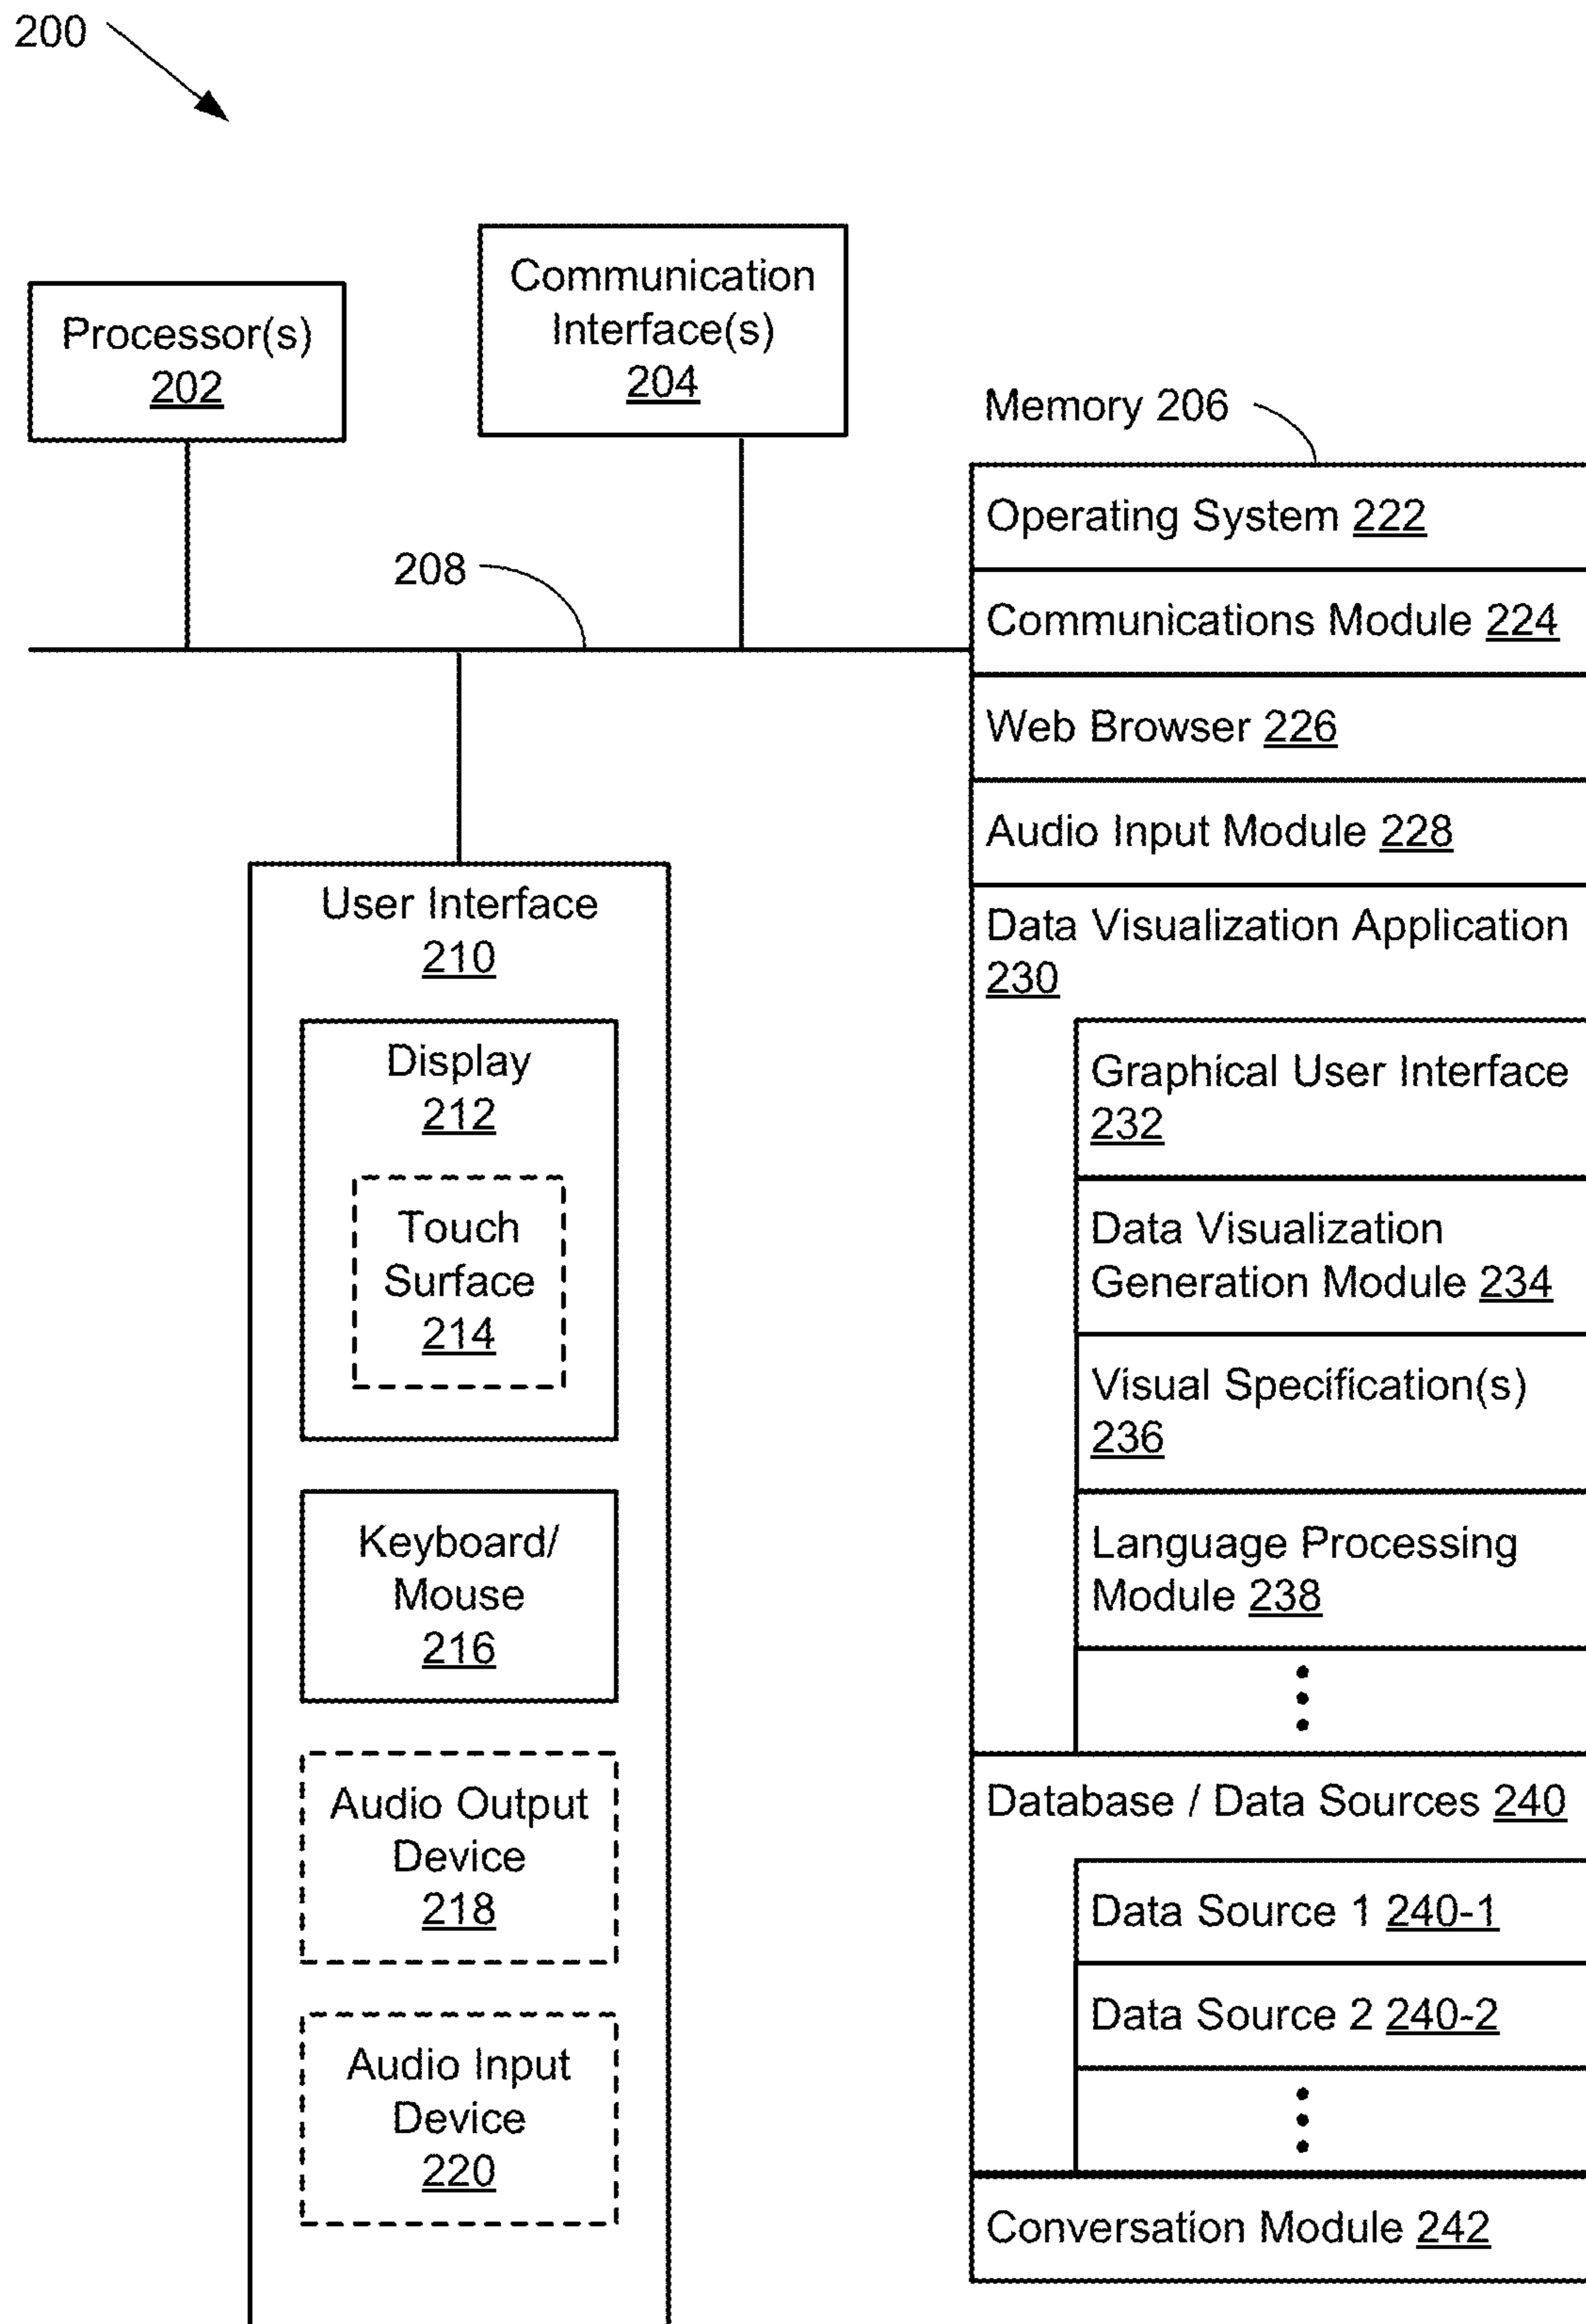 200
Processor(s)
202
Communication
Interface(s)
204
208
Memory 206
Operating System 222
Communications Module 224
Web Browser 226
Audio Input Module 228
Data Visualization Application
230
Graphical User Interface
232
Data Visualization
Generation Module 234
Visual Specification(s)
236
Language Processing
Module 238
Database / Data Sources 240
Data Source 1 240-1
Data Source 2 240-2
Conversation Module 242
User Interface
210
Display
212
Touch
Surface
214
Keyboard/
Mouse
216
Audio Output
Device
218
Audio Input
Device
220